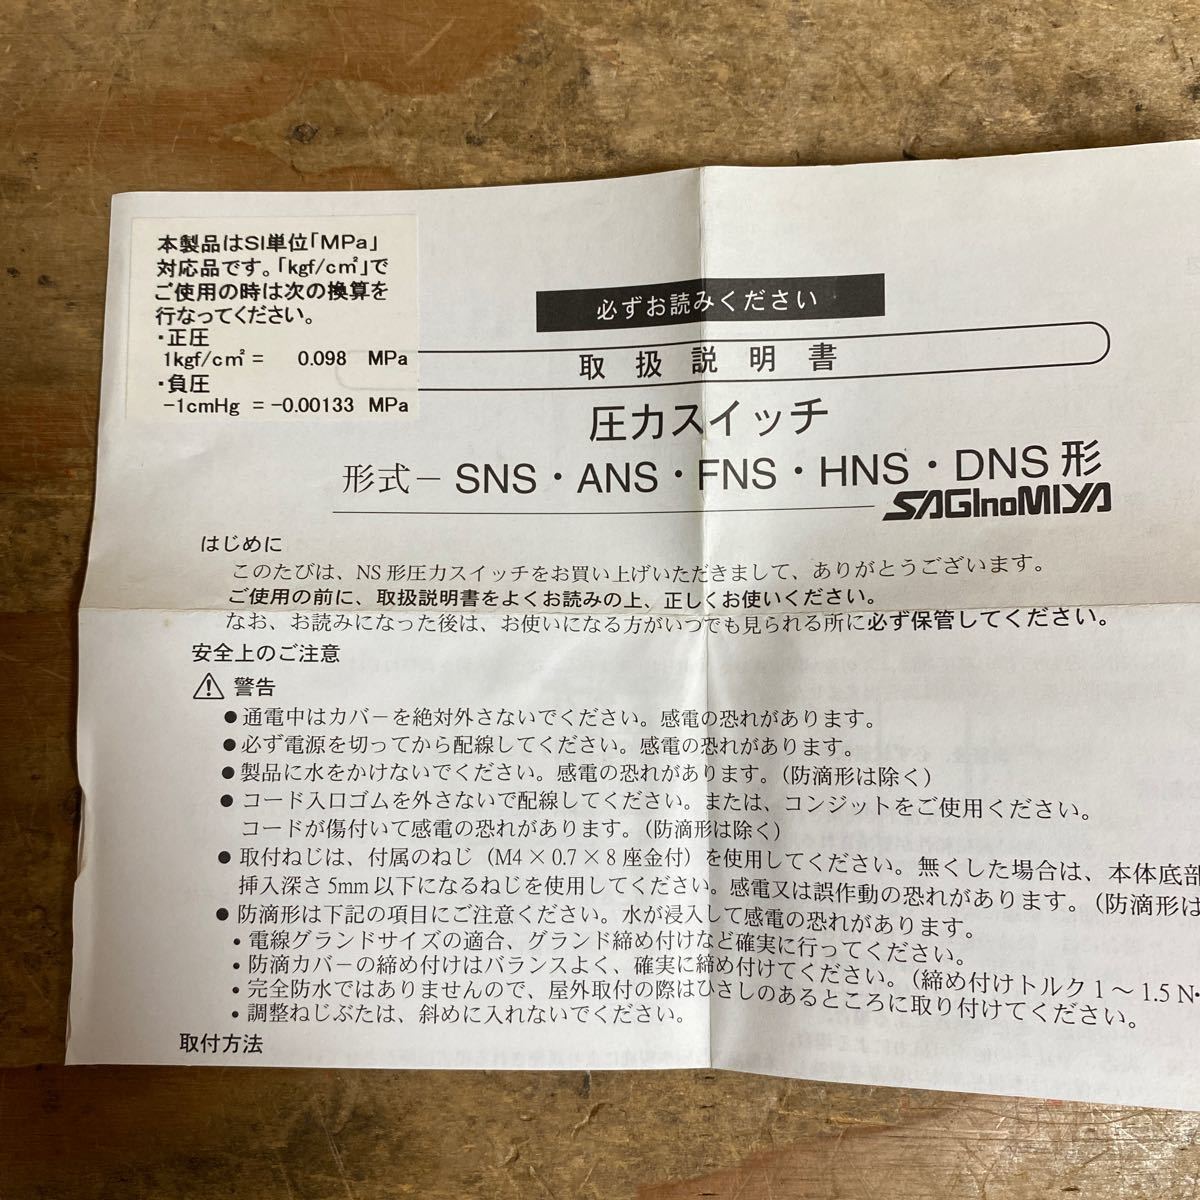 本製品はSI単位「MPa」
対応品です。「kgf/c㎡」で
ご使用の時は次の換算を
行なってください。
・正圧
1kgf/c㎡ = 0.098 MPa
・負圧
-1cmHg = -0.00133 MPa
必ずお読みください
取扱説明書
圧力スイッチ
形式－SNS・ANS・FNS・HNS・DNS形
SAGInoMIYA
はじめに
このたびは、NS形圧力スイッチをお買い上げいただきまして、ありがとうございます。
ご使用の前に、取扱説明書をよくお読みの上、正しくお使いください。
なお、お読みになった後は、お使いになる方がいつでも見られる所に必ず保管してください。
安全上のご注意
⚠ 警告
●通電中はカバーを絶対外さないでください。感電の恐れがあります。
●必ず電源を切ってから配線してください。感電の恐れがあります。
●製品に水をかけないでください。感電の恐れがあります。(防滴形は除く)
●コード入口ゴムを外さないで配線してください。または、コンジットをご使用ください。
コードが傷付いて感電の恐れがあります。(防滴形は除く)
●取付ねじは、付属のねじ（M4×0.7×8座金付）を使用してください。無くした場合は、本体底部
挿入深さ5mm以下になるねじを使用してください。感電又は誤作動の恐れがあります。(防滴形は
●防滴形は下記の項目にご注意ください。水が浸入して感電の恐れがあります。
・電線グランドサイズの適合、グランド締め付けなど確実に行ってください。
・防滴カバーの締め付けはバランスよく、確実に締め付けてください。(締め付けトルク1～1.5N・
・完全防水ではありませんので、屋外取付の際はひさしのあるところに取り付けてください。
・調整ねじぶたは、斜めに入れないでください。
取付方法